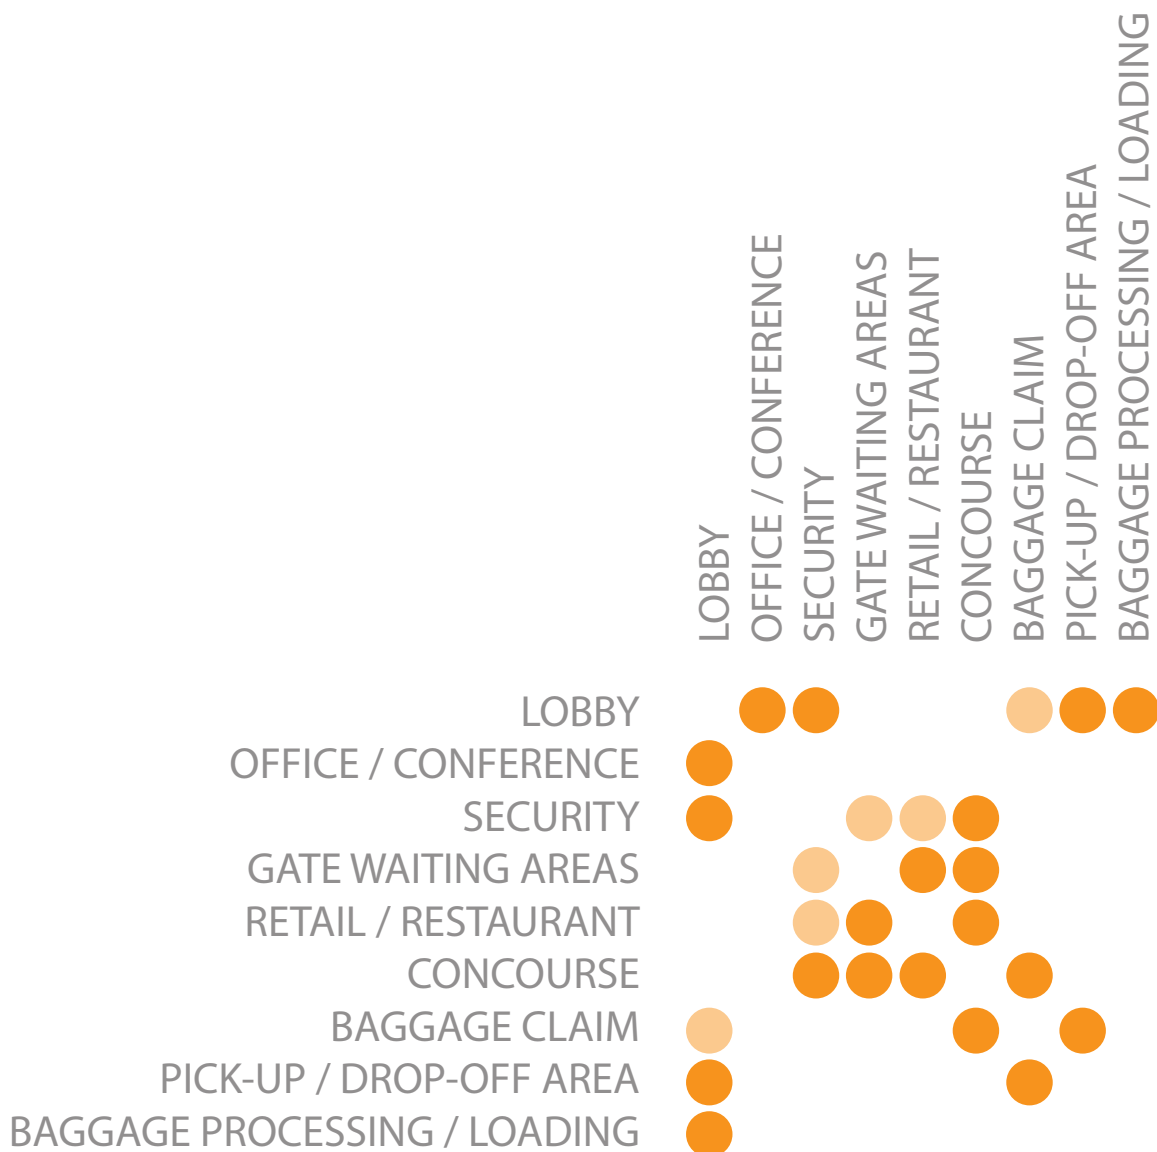 LOBBY
OFFICE / CONFERENCE
SECURITY
GATE WAITING AREAS
RETAIL / RESTAURANT
CONCOURSE
BAGGAGE CLAIM
PICK-UP / DROP-OFF AREA
BAGGAGE PROCESSING / LOADING
LOBBY
OFFICE / CONFERENCE
SECURITY
GATE WAITING AREAS
RETAIL / RESTAURANT
CONCOURSE
BAGGAGE CLAIM
PICK-UP / DROP-OFF AREA
BAGGAGE PROCESSING / LOADING